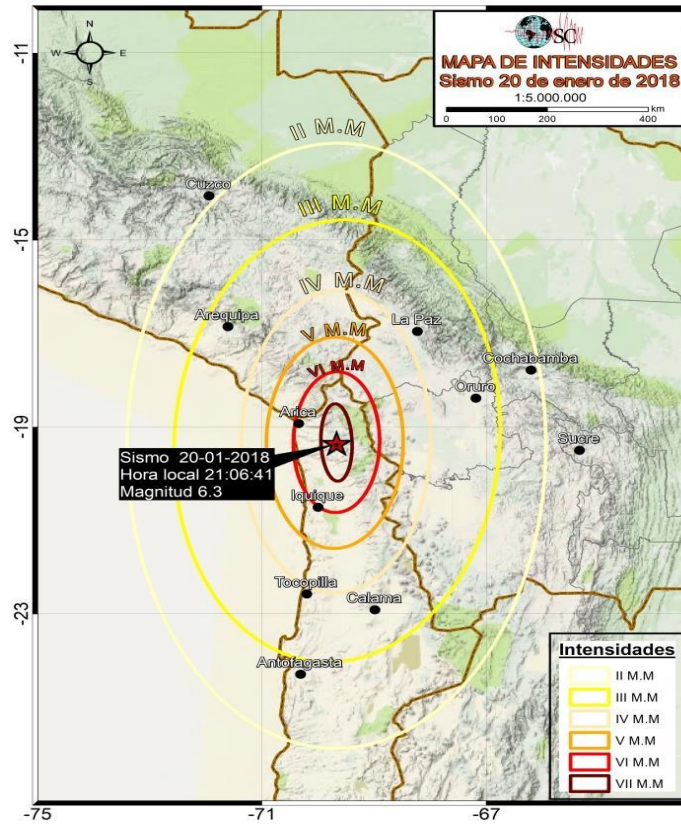 SC
MAPA DE INTENSIDADES
Sismo 20 de enero de 2018
1:5.000.000
km
0 100 200 400
N
W E
S
-11
-15
-19
-23
-75 -71 -67
II M.M
III M.M
IV M.M
V M.M
VI M.M
Cuzco
Arequipa
La Paz
Cochabamba
Oruro
Arica
Sucre
Sismo 20-01-2018
Hora local 21:06:41
Magnitud 6.3
Iquique
Tocopilla
Calama
Antofagasta
Intensidades
II M.M
III M.M
IV M.M
V M.M
VI M.M
VII M.M